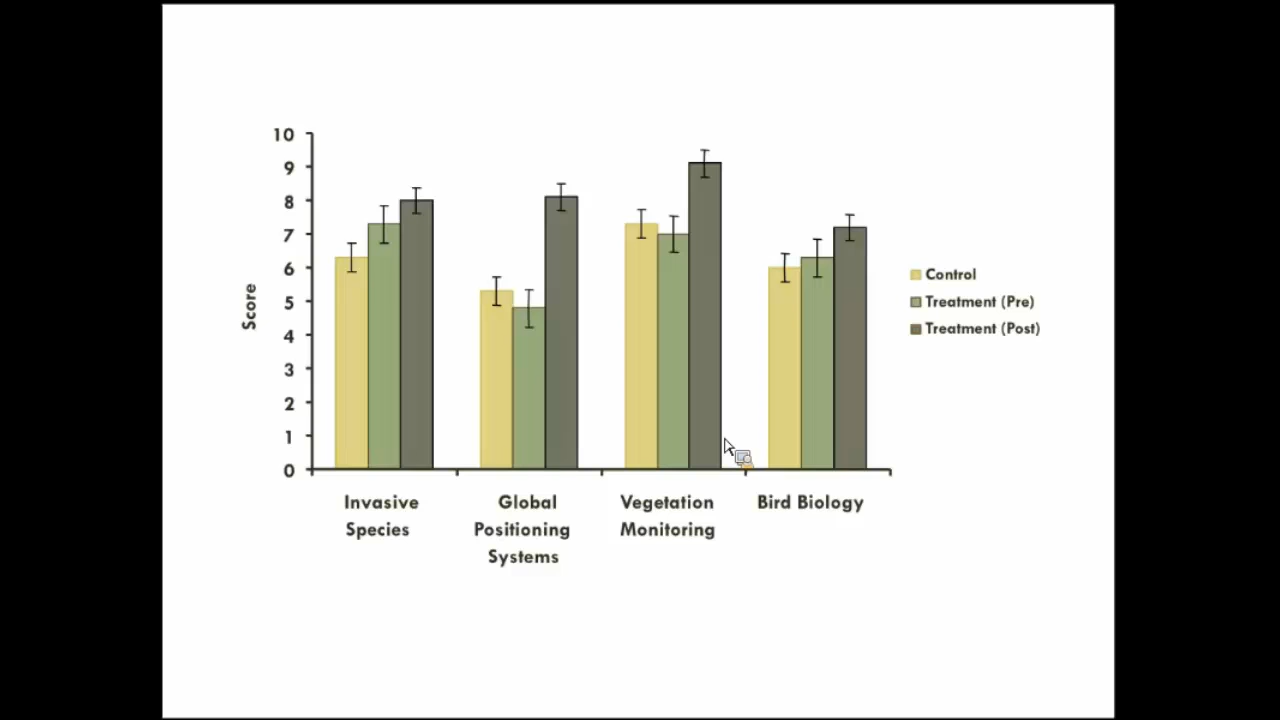 10
9
8
7
6
5
4
3
2
1
0
Score
Invasive
Species
Global
Positioning
Systems
Vegetation
Monitoring
Bird Biology
Control
Treatment (Pre)
Treatment (Post)